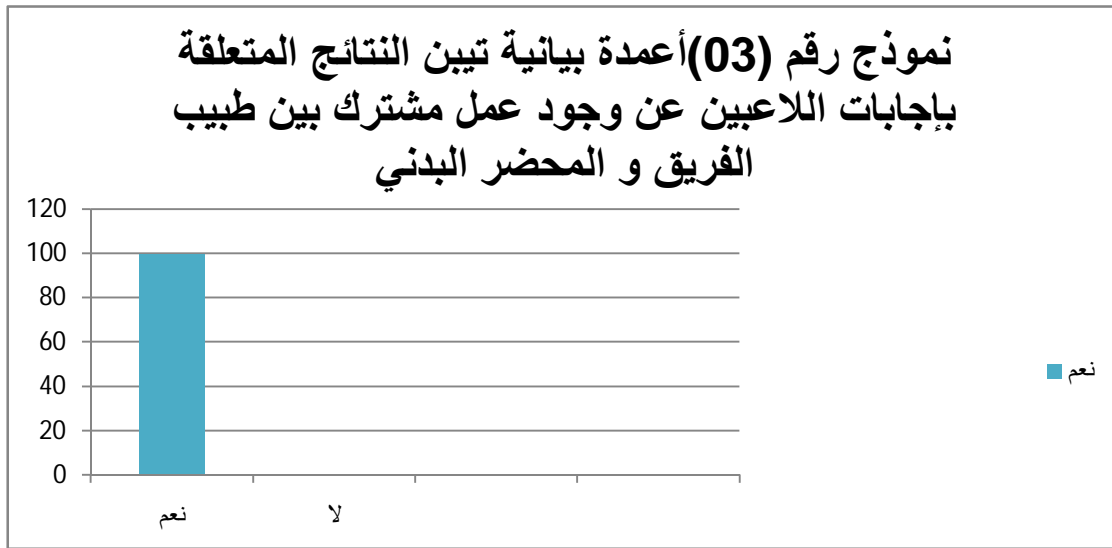 نموذج رقم (03)أعمدة بيانية تيبن النتائج المتعلقة
بإجابات اللاعبين عن وجود عمل مشترك بين طبيب
الفريق و المحضر البدني
120
100
80
60
40
20
0
نعم
لا
نعم